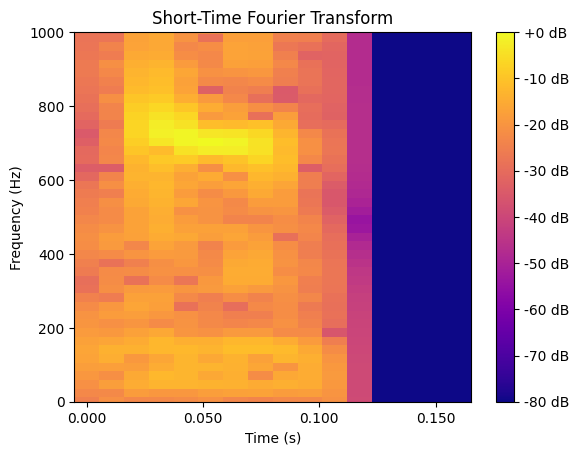 Short-Time Fourier Transform
1000
800
600
400
200
0
Frequency (Hz)
0.000
0.050
0.100
0.150
Time (s)
+0 dB
-10 dB
-20 dB
-30 dB
-40 dB
-50 dB
-60 dB
-70 dB
-80 dB